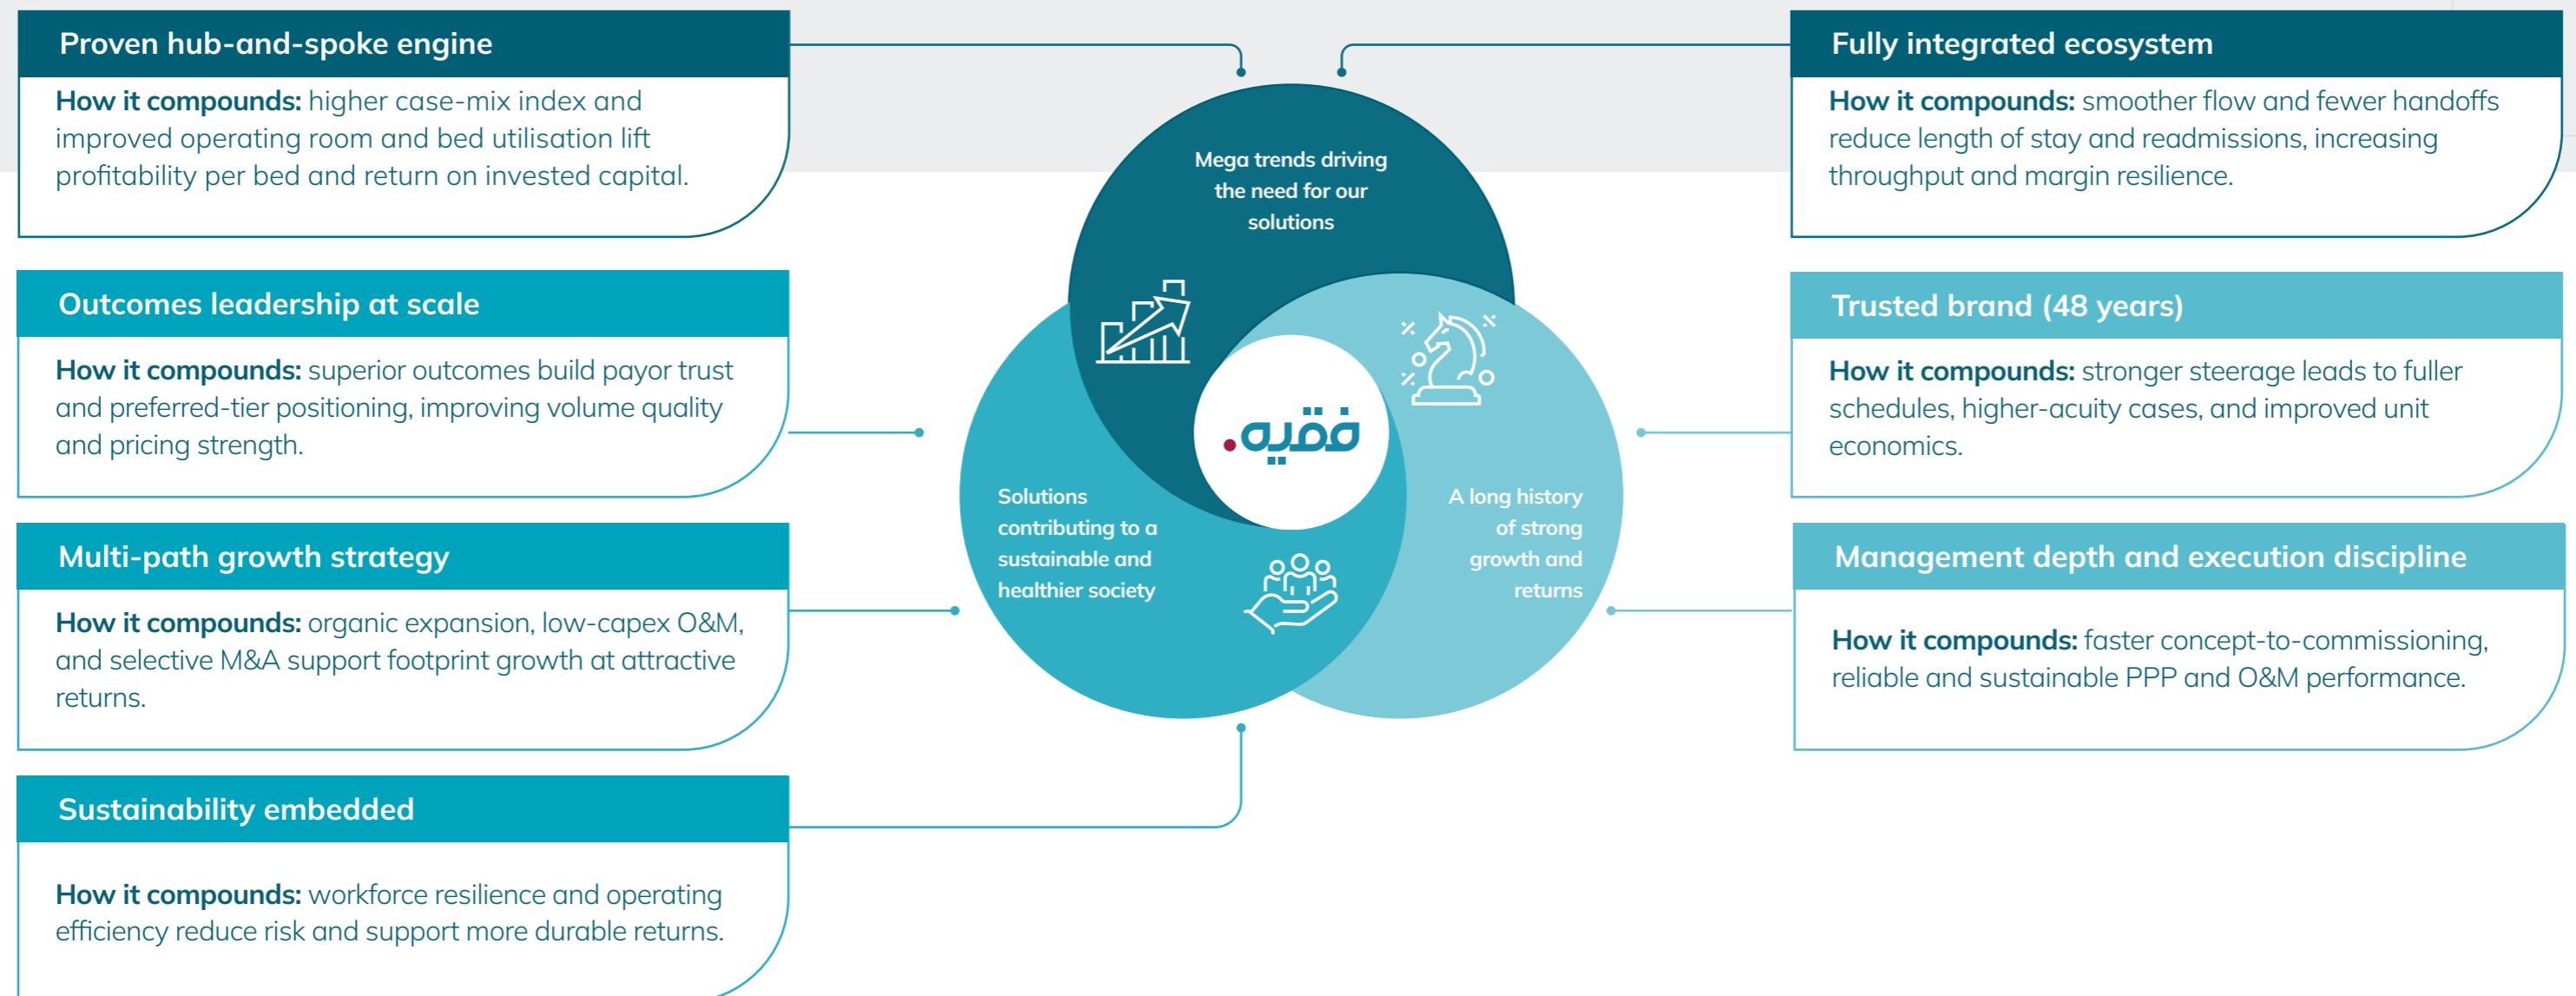 Proven hub-and-spoke engine
How it compounds: higher case-mix index and
improved operating room and bed utilisation lift
profitability per bed and return on invested capital.
Outcomes leadership at scale
How it compounds: superior outcomes build payor trust
and preferred-tier positioning, improving volume quality
and pricing strength.
Multi-path growth strategy
How it compounds: organic expansion, low-capex O&M,
and selective M&A support footprint growth at attractive
returns.
Sustainability embedded
How it compounds: workforce resilience and operating
efficiency reduce risk and support more durable returns.
Mega trends driving
the need for our
solutions
فقيه.
Solutions
contributing to a
sustainable and
healthier society
A long history
of strong
growth and
returns
Fully integrated ecosystem
How it compounds: smoother flow and fewer handoffs
reduce length of stay and readmissions, increasing
throughput and margin resilience.
Trusted brand (48 years)
How it compounds: stronger steerage leads to fuller
schedules, higher-acuity cases, and improved unit
economics.
Management depth and execution discipline
How it compounds: faster concept-to-commissioning,
reliable and sustainable PPP and O&M performance.